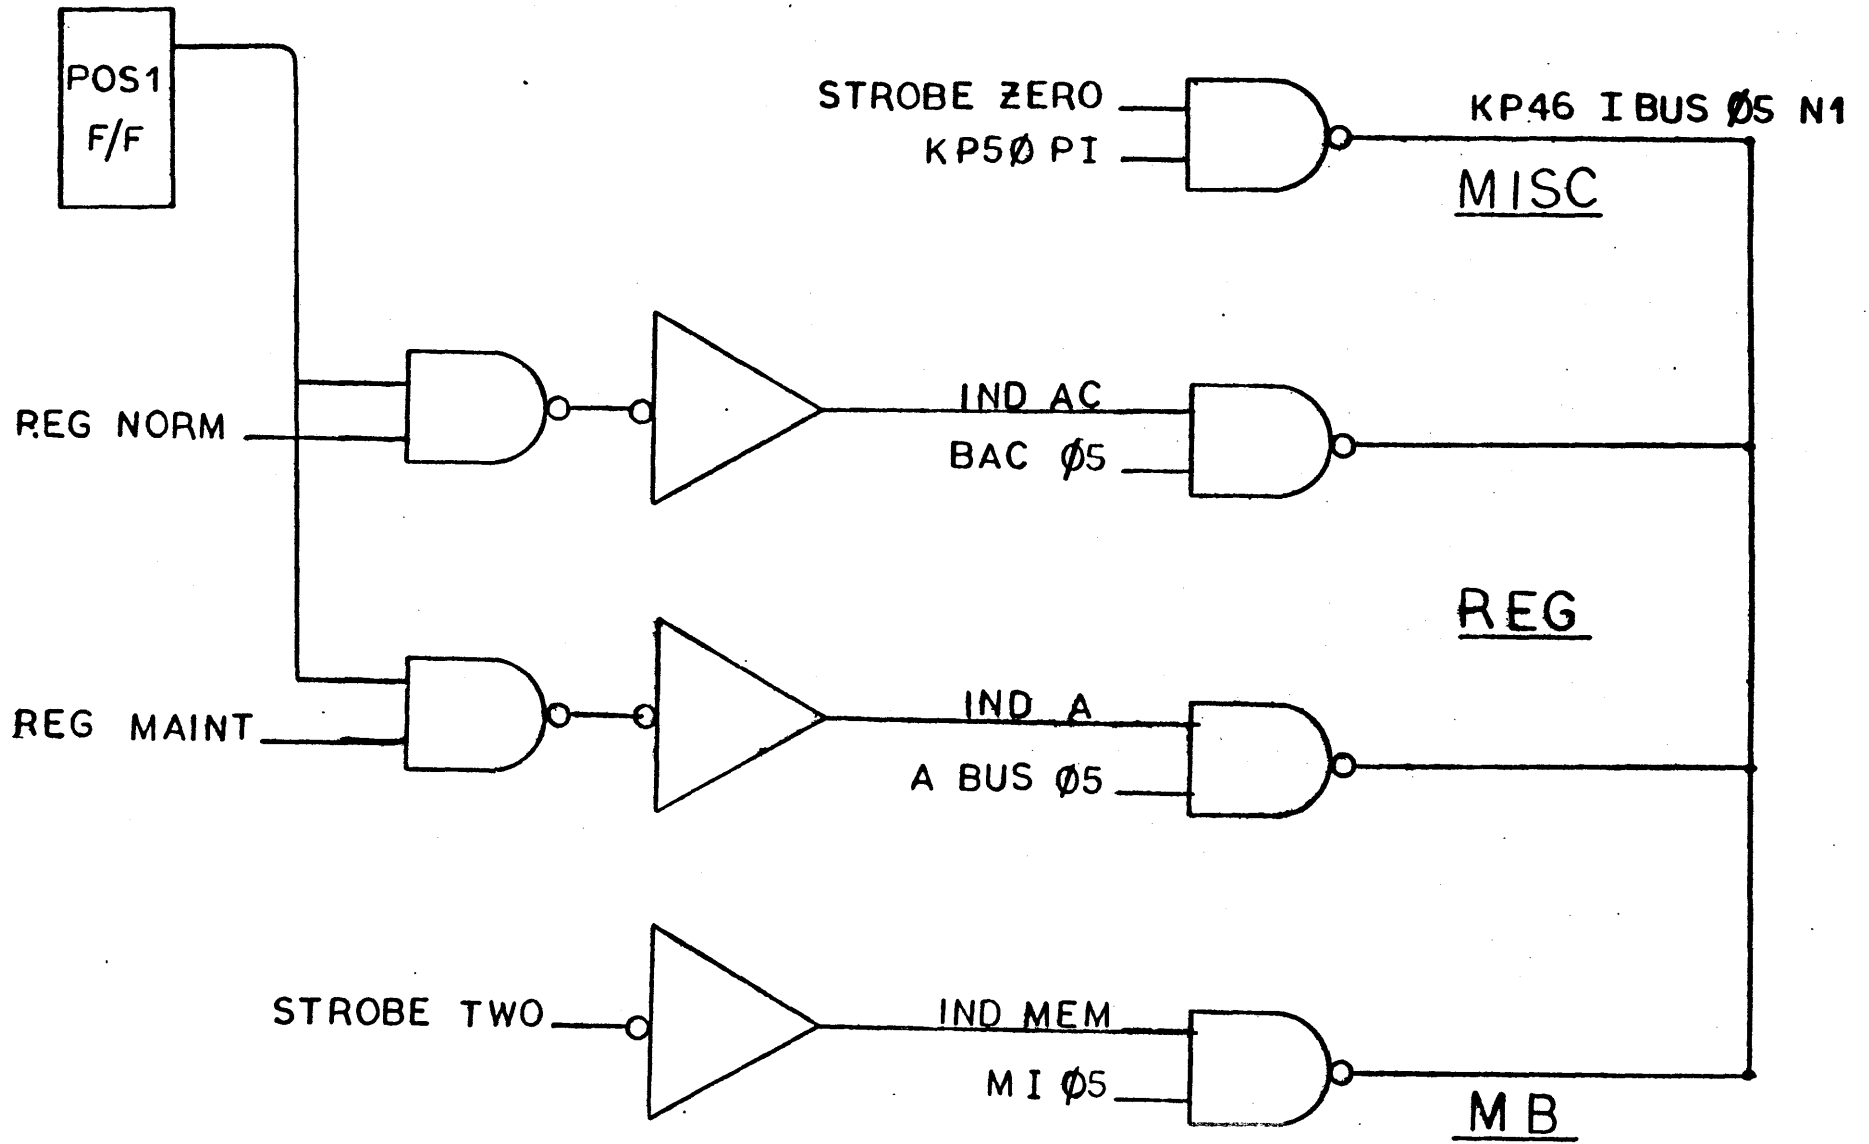 POS1
F/F
STROBE ZERO
KP5Ø PI
KP46 I BUS Ø5 N1
MISC
REG NORM
IND AC
BAC Ø5
REG
REG MAINT
IND A
A BUS Ø5
STROBE TWO
IND MEM
MI Ø5
MB